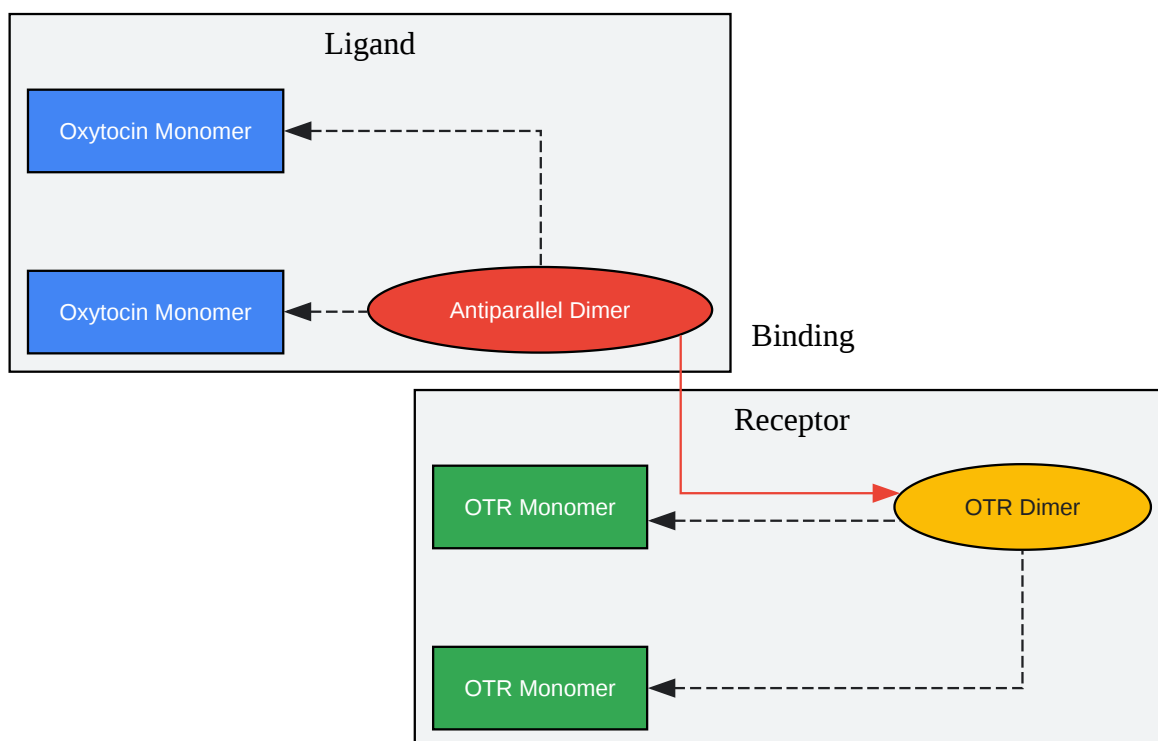 Ligand
Oxytocin Monomer
Oxytocin Monomer
Antiparallel Dimer
Binding
Receptor
OTR Monomer
OTR Dimer
OTR Monomer